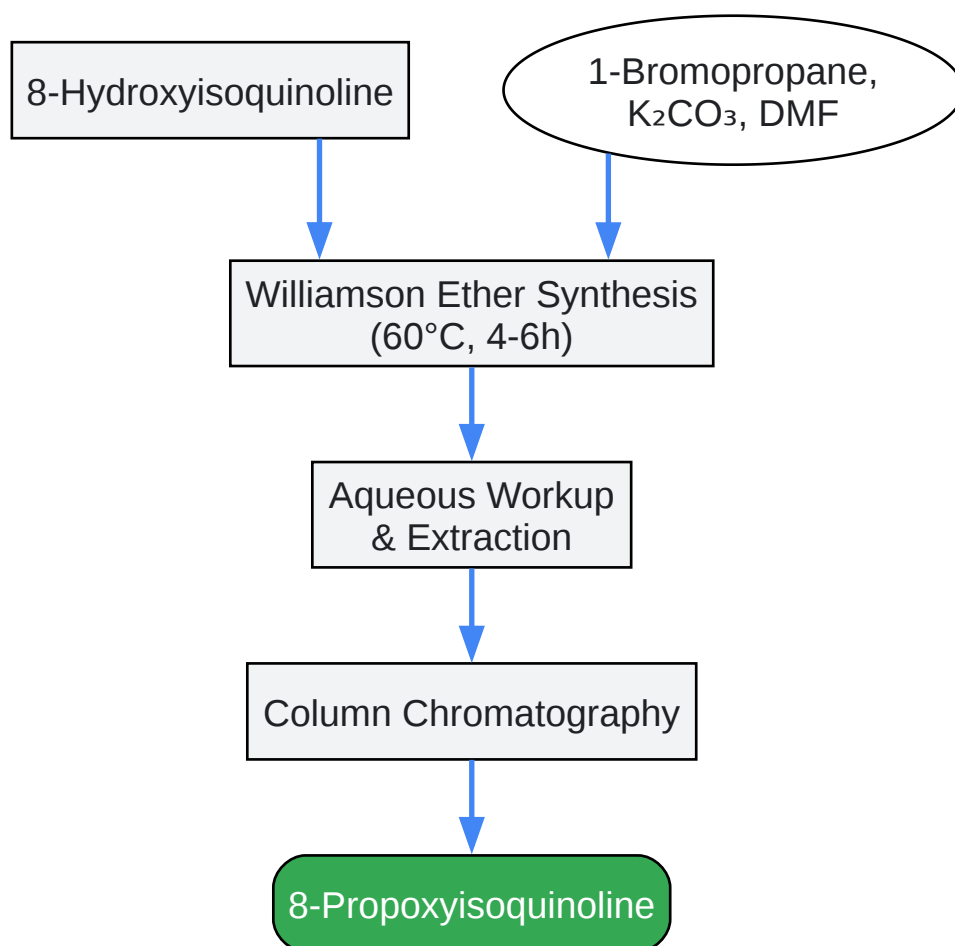 8-Hydroxyisoquinoline
1-Bromopropane,
K₂CO₃, DMF
Williamson Ether Synthesis
(60°C, 4-6h)
Aqueous Workup
& Extraction
Column Chromatography
8-Propoxyisoquinoline